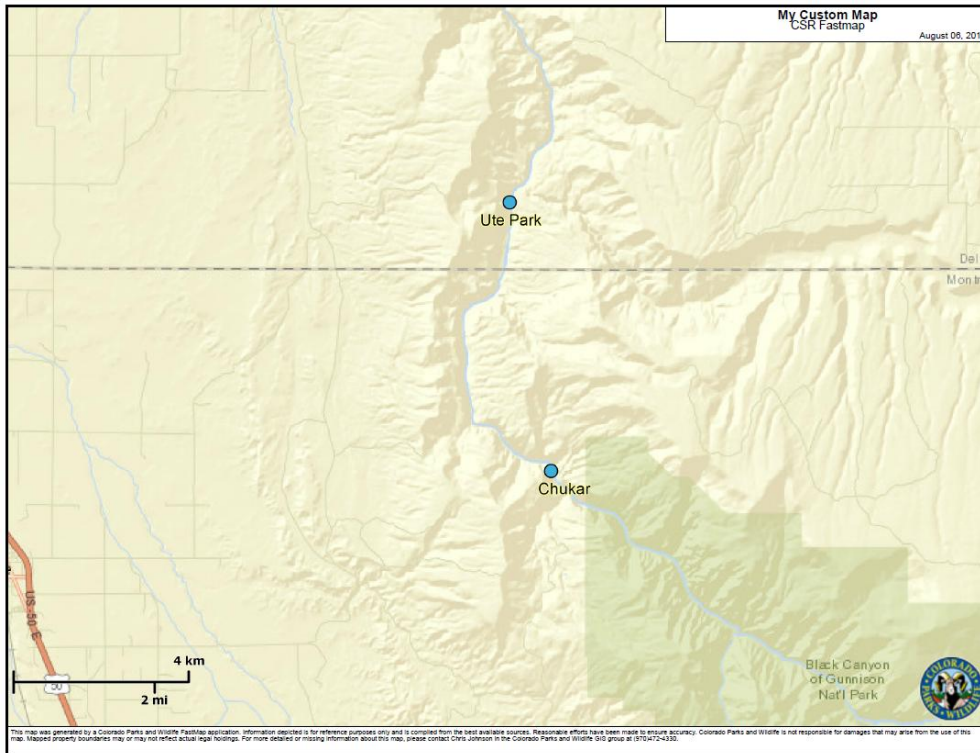 My Custom Map
CSR Fastmap
August 06, 201
Ute Park
Del
Montr
Chukar
US-50 E
50
4 km
2 mi
Black Canyon
of Gunnison
Nat'l Park
COLORADO
PARKS
WILDLIFE
This map was generated by a Colorado Parks and Wildlife FastMap application. Information depicted is for reference purposes only and is compiled from the best available sources. Reasonable efforts have been made to ensure accuracy. Colorado Parks and Wildlife is not responsible for damages that may arise from the use of this
map. Mapped property boundaries may or may not reflect actual legal holdings. For more detailed or missing information about this map, please contact Chris Johnson in the Colorado Parks and Wildlife GIS group at (970)472-4330.